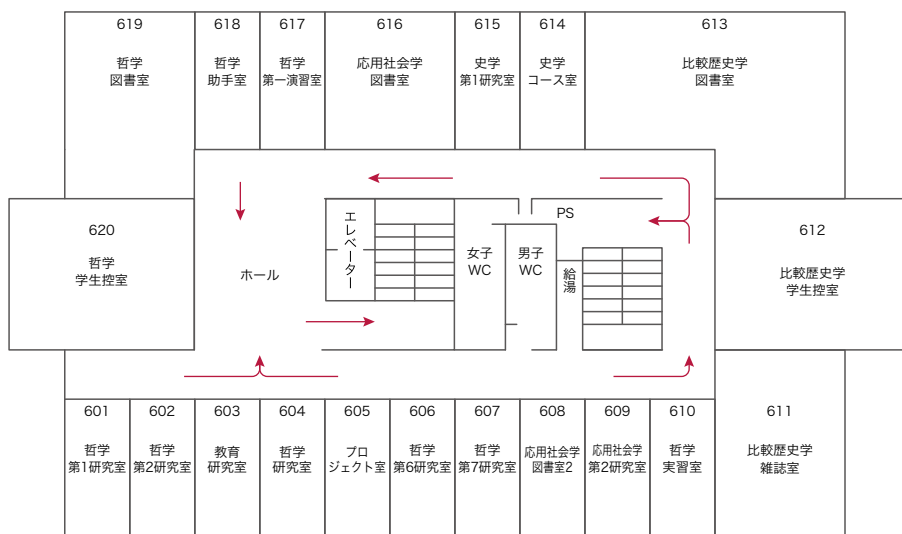 619
哲学
図書室
618
哲学
助手室
617
哲学
第一演習室
616
応用社会学
図書室
615
史学
第1研究室
614
史学
コース室
613
比較歴史学
図書室
620
哲学
学生控室
ホール
エレベーター
女子
WC
男子
WC
PS
給湯
612
比較歴史学
学生控室
601
哲学
第1研究室
602
哲学
第2研究室
603
教育
研究室
604
哲学
研究室
605
プロ
ジェクト室
606
哲学
第6研究室
607
哲学
第7研究室
608
応用社会学
図書室2
609
応用社会学
第2研究室
610
哲学
実習室
611
比較歴史学
雑誌室